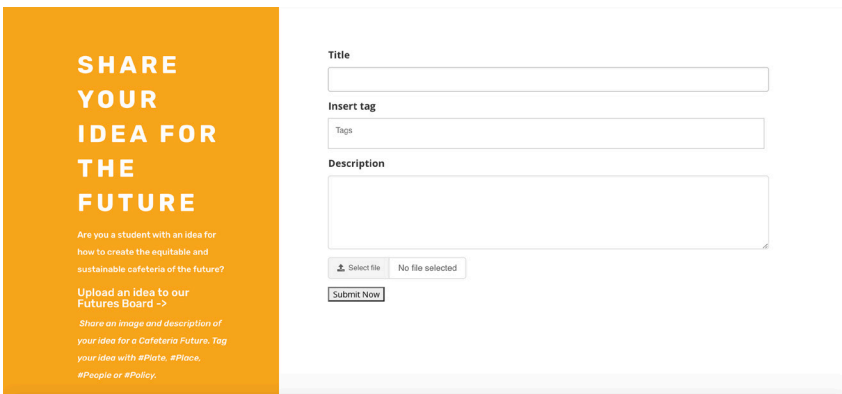 SHARE
YOUR
IDEA FOR
THE
FUTURE
Are you a student with an idea for
how to create the equitable and
sustainable cafeteria of the future?
Upload an idea to our
Futures Board ->
Share an image and description of
your idea for a Cafeteria Future. Tag
your idea with #Plate, #Place,
#People or #Policy.
Title
Insert tag
Tags
Description
Select file No file selected
Submit Now